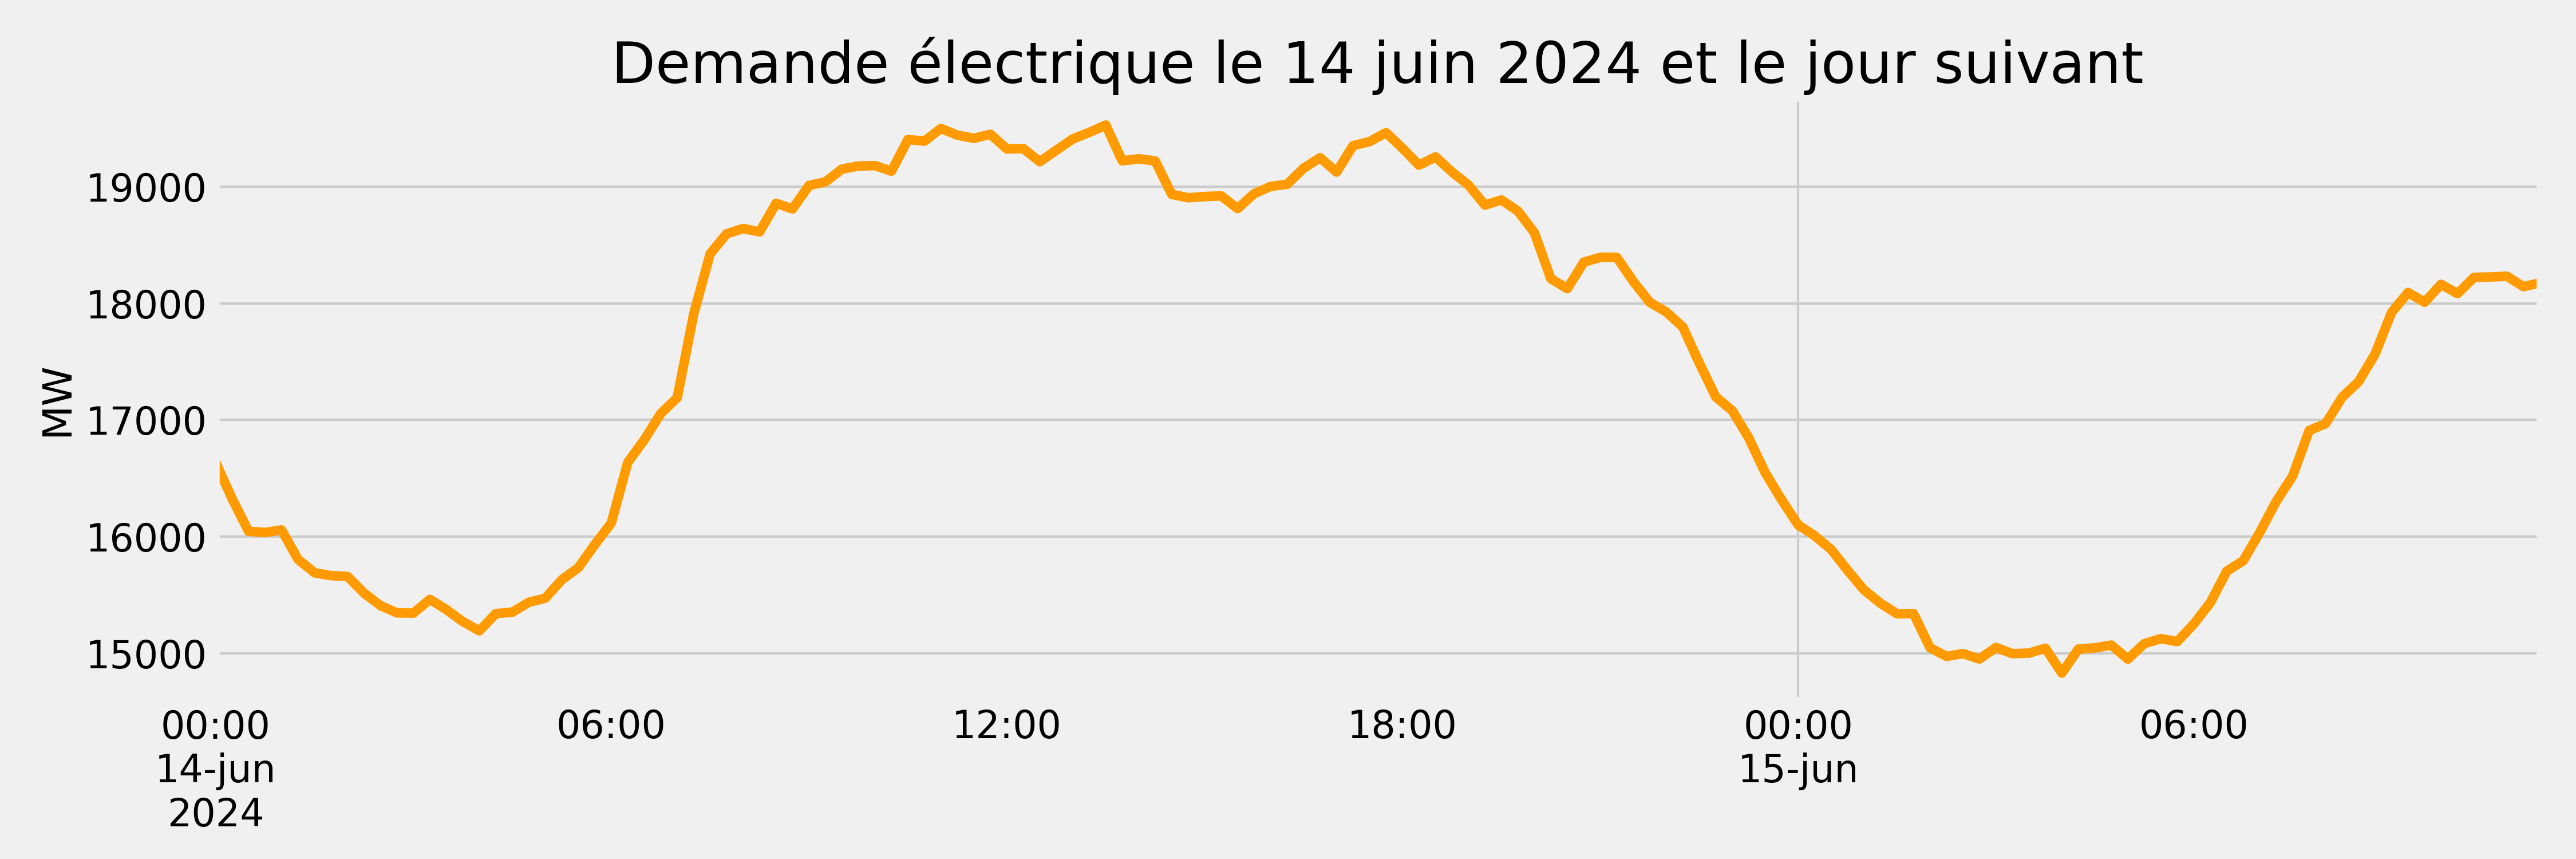 Demande électrique le 14 juin 2024 et le jour suivant
MW
19000
18000
17000
16000
15000
00:00 06:00 12:00 18:00 00:00 06:00
14-jun 15-jun
2024